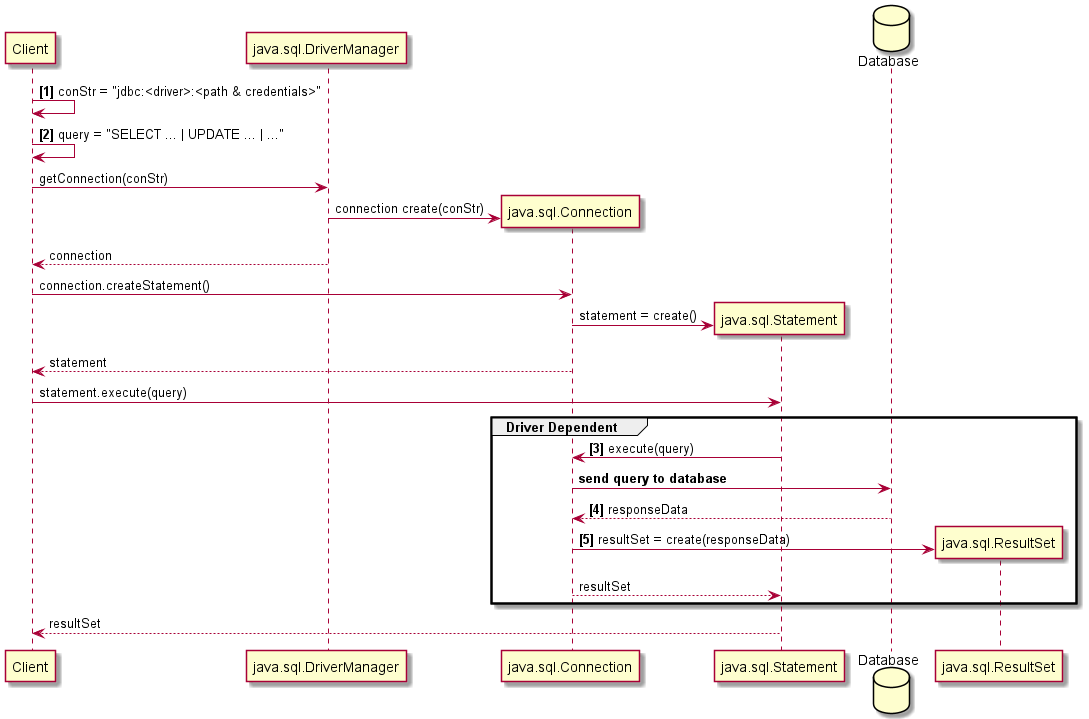 Database
Client
java.sql.DriverManager
[1] conStr = "jdbc:<driver>:<path & credentials>"
[2] query = "SELECT ... | UPDATE ... | ..."
getConnection(conStr)
connection create(conStr)
java.sql.Connection
connection
connection.createStatement()
statement = create()
java.sql.Statement
statement
statement.execute(query)
Driver Dependent
[3] execute(query)
send query to database
[4] responseData
[5] resultSet = create(responseData)
java.sql.ResultSet
resultSet
resultSet
Client
java.sql.DriverManager
java.sql.Connection
java.sql.Statement
Database
java.sql.ResultSet